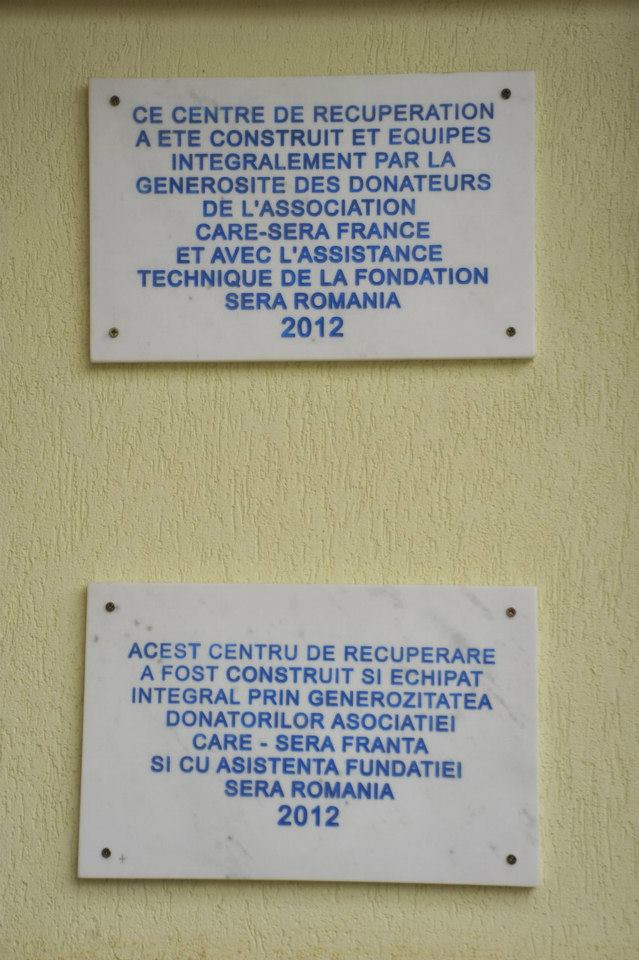 CE CENTRE DE RECUPERATION
A ETE CONSTRUIT ET EQUIPES
INTEGRALEMENT PAR LA
GENEROSITE DES DONATEURS
DE L'ASSOCIATION
CARE-SERA FRANCE
ET AVEC L'ASSISTANCE
TECHNIQUE DE LA FONDATION
SERA ROMANIA
2012
ACEST CENTRU DE RECUPERARE
A FOST CONSTRUIT SI ECHIPAT
INTEGRAL PRIN GENEROZITATEA
DONATORILOR ASOCIATIEI
CARE - SERA FRANTA
SI CU ASISTENTA FUNDATIEI
SERA ROMANIA
2012